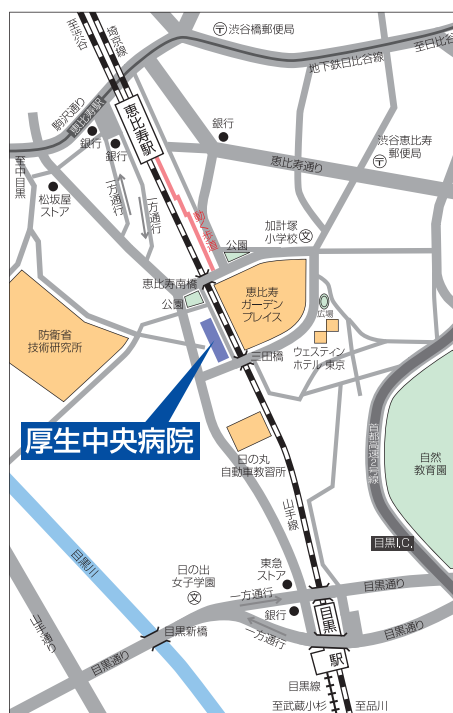 至渋谷
埼京線
渋谷橋郵便局
至日比谷
地下鉄日比谷線
駒沢通り
恵比寿駅
銀行
銀行
恵比寿駅
銀行
渋谷恵比寿
郵便局
恵比寿通り
至中目黒
松坂屋
ストア
一方通行
一方通行
動く歩道
加計塚
小学校
文
公園
恵比寿南橋
公園
恵比寿
ガーデン
プレイス
広場
防衛省
技術研究所
三田橋
ウェスティン
ホテル 東京
厚生中央病院
日の丸
自動車教習所
首都高速2号線
自然
教育園
山手線
目黒I.C.
目黒川
日の出
女子学園
文
東急
ストア
目黒通り
一方通行
銀行
山手通り
目黒新橋
一方通行
目黒
駅
目黒通り
目黒通り
目黒線
至武蔵小杉
至品川